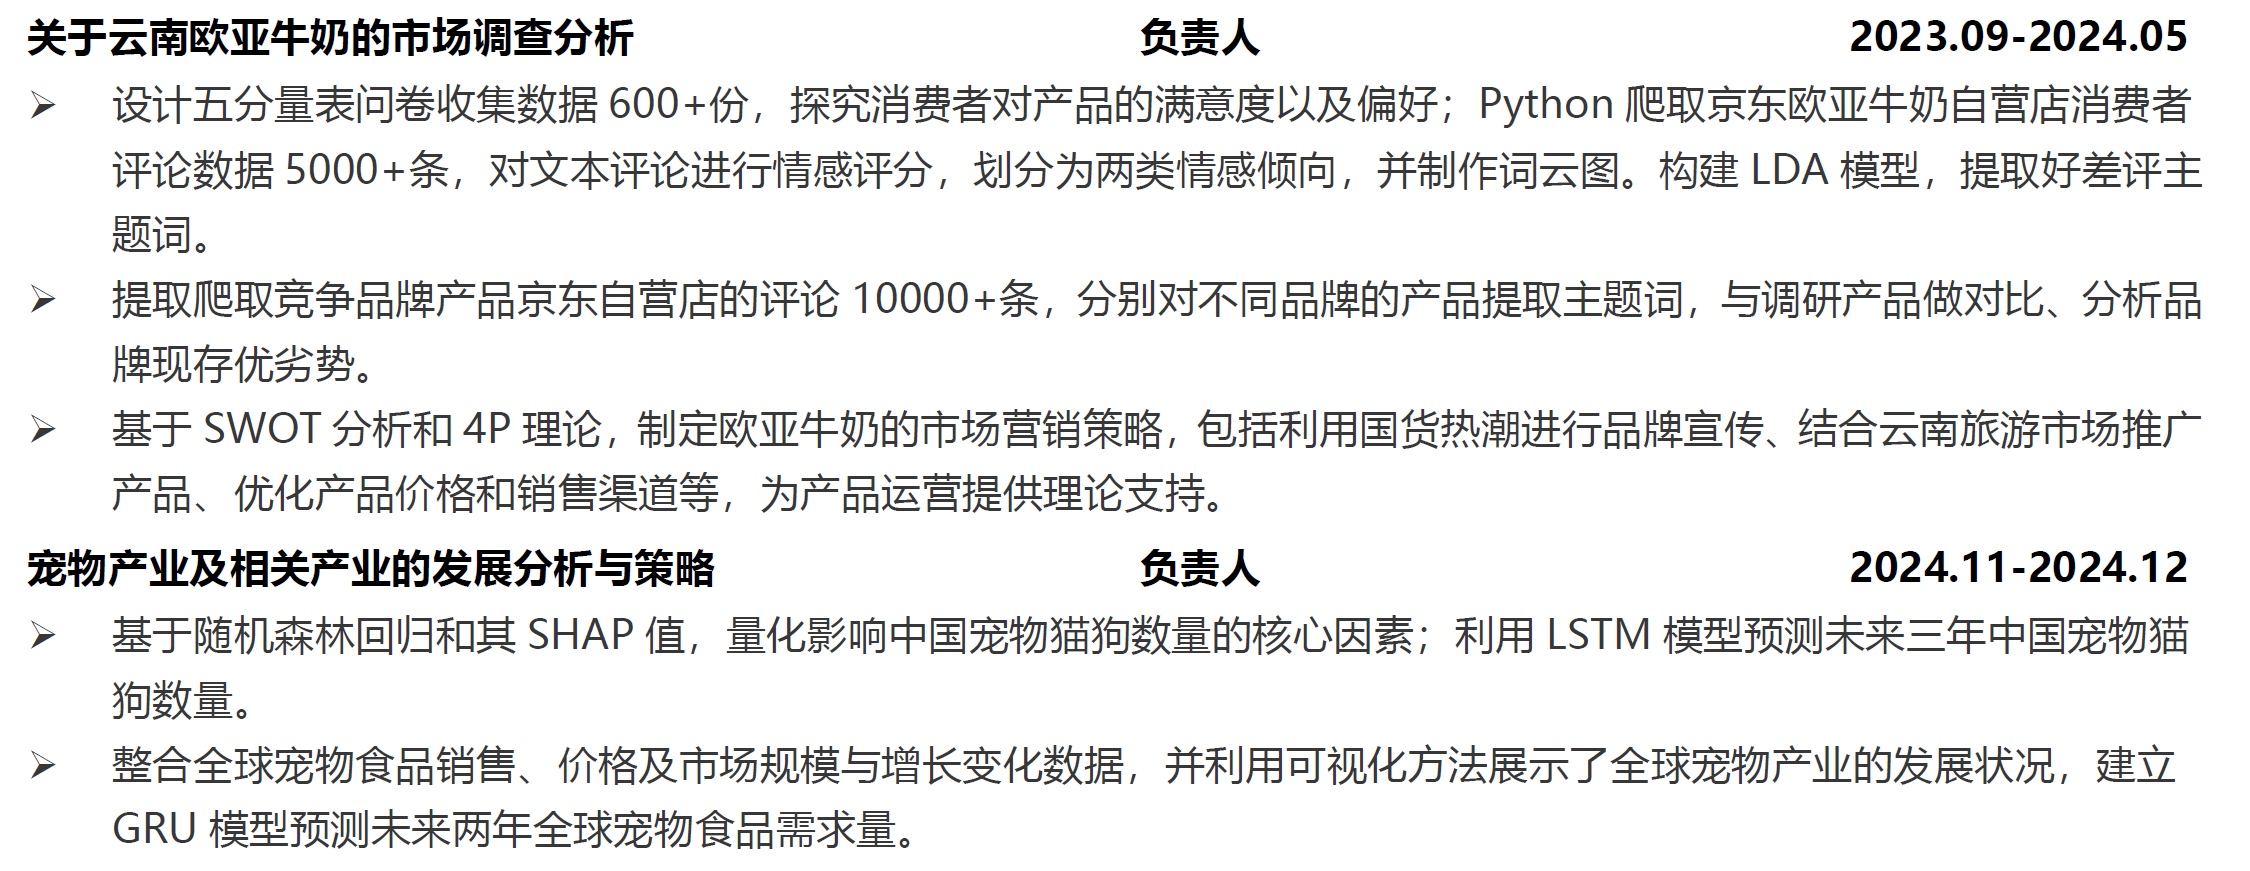 关于云南欧亚牛奶的市场调查分析 负责人 2023.09-2024.05
➢ 设计五分量表问卷收集数据 600+份，探究消费者对产品的满意度以及偏好；Python 爬取京东欧亚牛奶自营店消费者
评论数据 5000+条，对文本评论进行情感评分，划分为两类情感倾向，并制作词云图。构建 LDA 模型，提取好差评主
题词。
➢ 提取爬取竞争品牌产品京东自营店的评论 10000+条，分别对不同品牌的产品提取主题词，与调研产品做对比、分析品
牌现存优劣势。
➢ 基于 SWOT 分析和 4P 理论，制定欧亚牛奶的市场营销策略，包括利用国货热潮进行品牌宣传、结合云南旅游市场推广
产品、优化产品价格和销售渠道等，为产品运营提供理论支持。
宠物产业及相关产业的发展分析与策略 负责人 2024.11-2024.12
➢ 基于随机森林回归和其 SHAP 值，量化影响中国宠物猫狗数量的核心因素；利用 LSTM 模型预测未来三年中国宠物猫
狗数量。
➢ 整合全球宠物食品销售、价格及市场规模与增长变化数据，并利用可视化方法展示了全球宠物产业的发展状况，建立
GRU 模型预测未来两年全球宠物食品需求量。